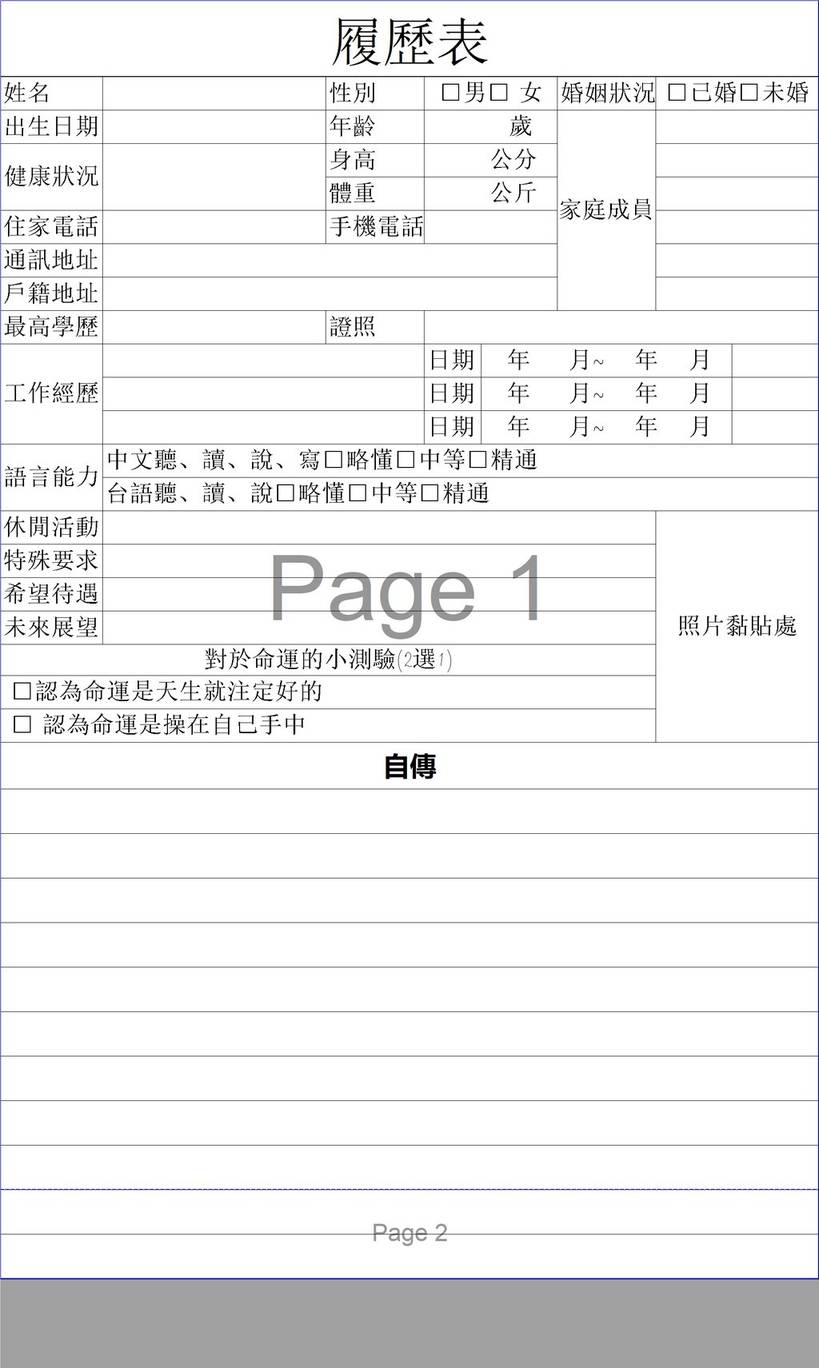 履歷表
姓名 性別 □男□ 女 婚姻狀況 □己婚□未婚
出生日期 年齡 歲
健康狀況 身高 公分
體重 公斤
家庭成員
住家電話 手機電話
通訊地址
戶籍地址
最高學歷 證照
日期 年 月~ 年 月
工作經歷 日期 年 月~ 年 月
日期 年 月~ 年 月
語言能力
中文聽、讀、說、寫□略懂□中等□精通
台語聽、讀、說□略懂□中等□精通
休閒活動
特殊要求
Page 1
希望待遇
未來展望
照片黏貼處
對於命運的小測驗(2選1)
□認為命運是天生就注定好的
□ 認為命運是操在自己手中
自傳
Page 2